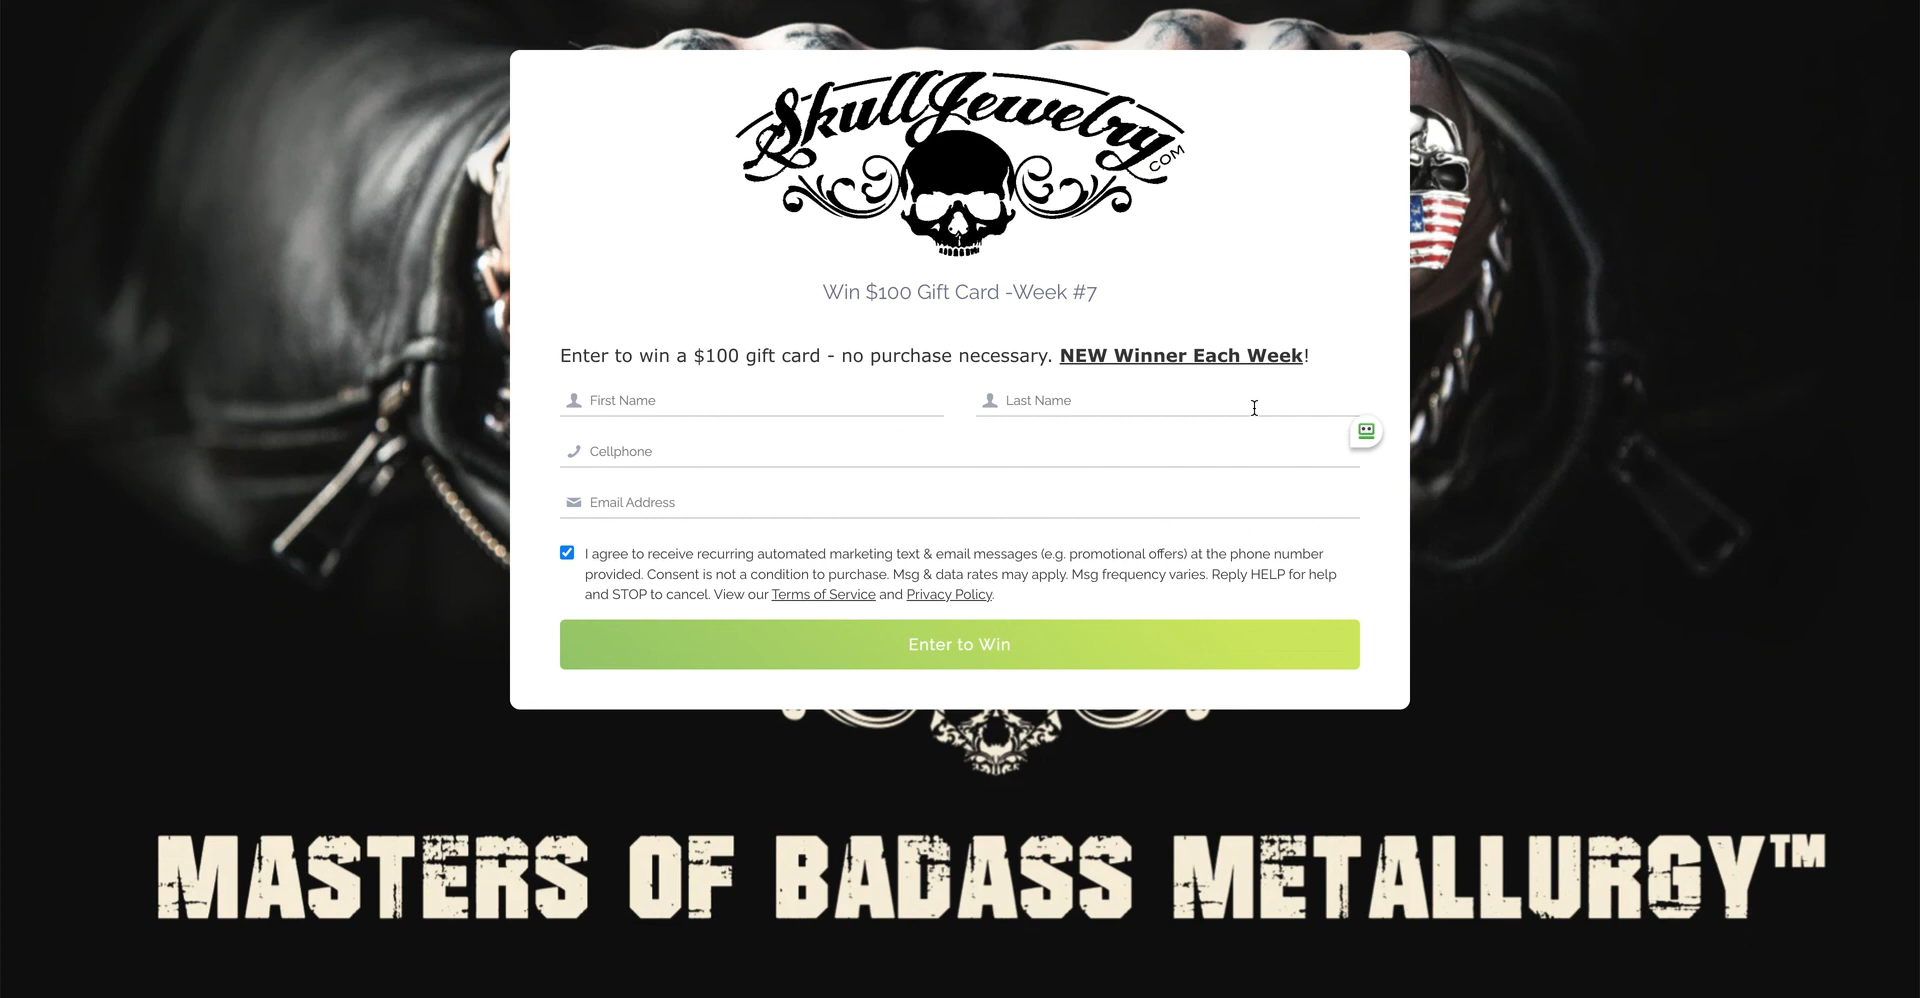 SkullJewelry
.COM
Win $100 Gift Card -Week #7
Enter to win a $100 gift card - no purchase necessary. NEW Winner Each Week!
First Name
Last Name
Cellphone
Email Address
I agree to receive recurring automated marketing text & email messages (e.g. promotional offers) at the phone number
provided. Consent is not a condition to purchase. Msg & data rates may apply. Msg frequency varies. Reply HELP for help
and STOP to cancel. View our Terms of Service and Privacy Policy.
Enter to Win
MASTERS OF BADASS METALLURGY™